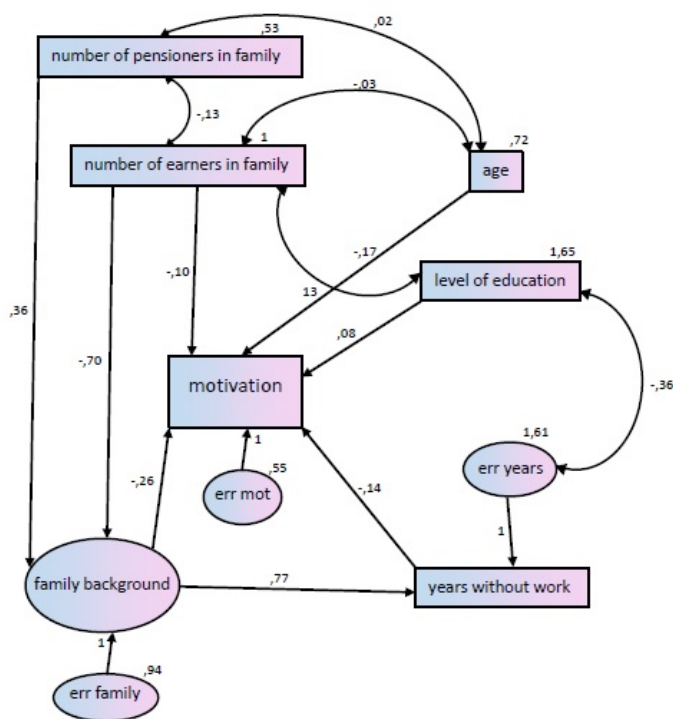 ,02
,53
number of pensioners in family
-,03
-,13
1
,72
number of earners in family
age
-,17
1,65
-,10
13
level of education
,36
,08
-,70
motivation
-,36
1,61
1
,55
err years
-,26
err mot
-,14
1
family background
,77
years without work
1
,94
err family